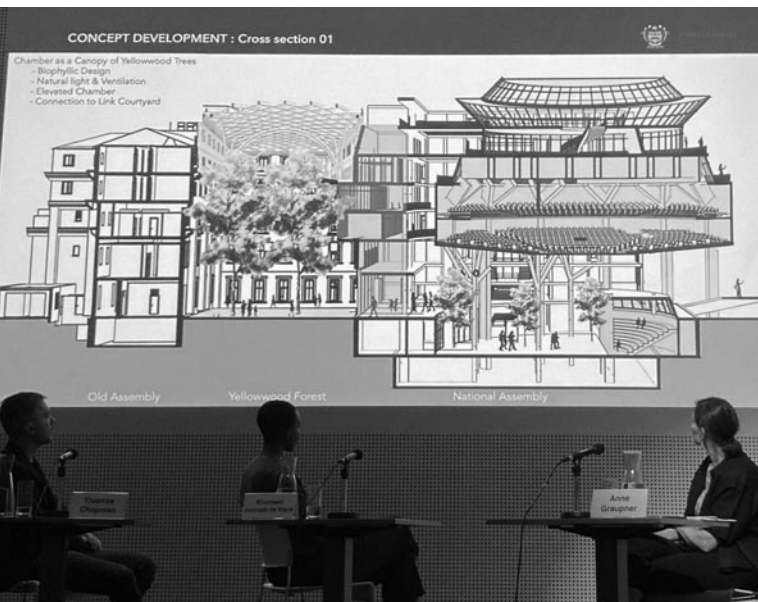 CONCEPT DEVELOPMENT : Cross section 01
Chamber as a Canopy of Yellowwood Trees
- Biophyllic Design
- Natural light & Ventilation
- Elevated Chamber
- Connection to Link Courtyard
Old Assembly
Yellowwood Forest
National Assembly
Thomas
Chapman
Anne
Graupner